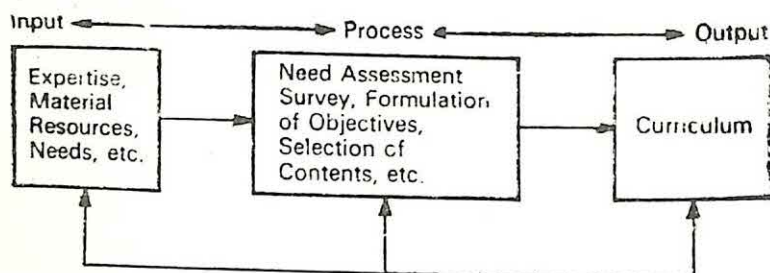 Input Process Output
Expertise,
Material
Resources,
Needs, etc.
Need Assessment
Survey, Formulation
of Objectives,
Selection of
Contents, etc.
Curriculum